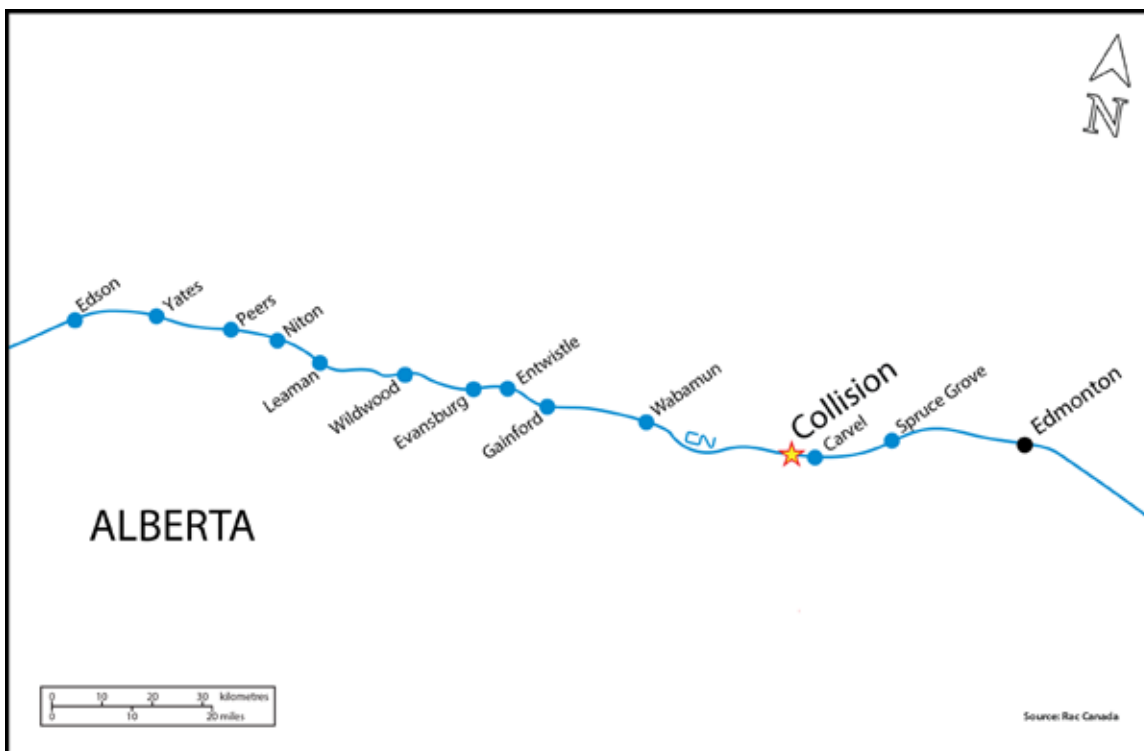 N
Edson
Yates
Peers
Niton
Leaman
Wildwood
Evansburg
Entwistle
Gainford
Wabamun
CN
Collision
Carvel
Spruce Grove
Edmonton
ALBERTA
0 10 20 30 kilometres
0 10 20 miles
Source: Rac Canada